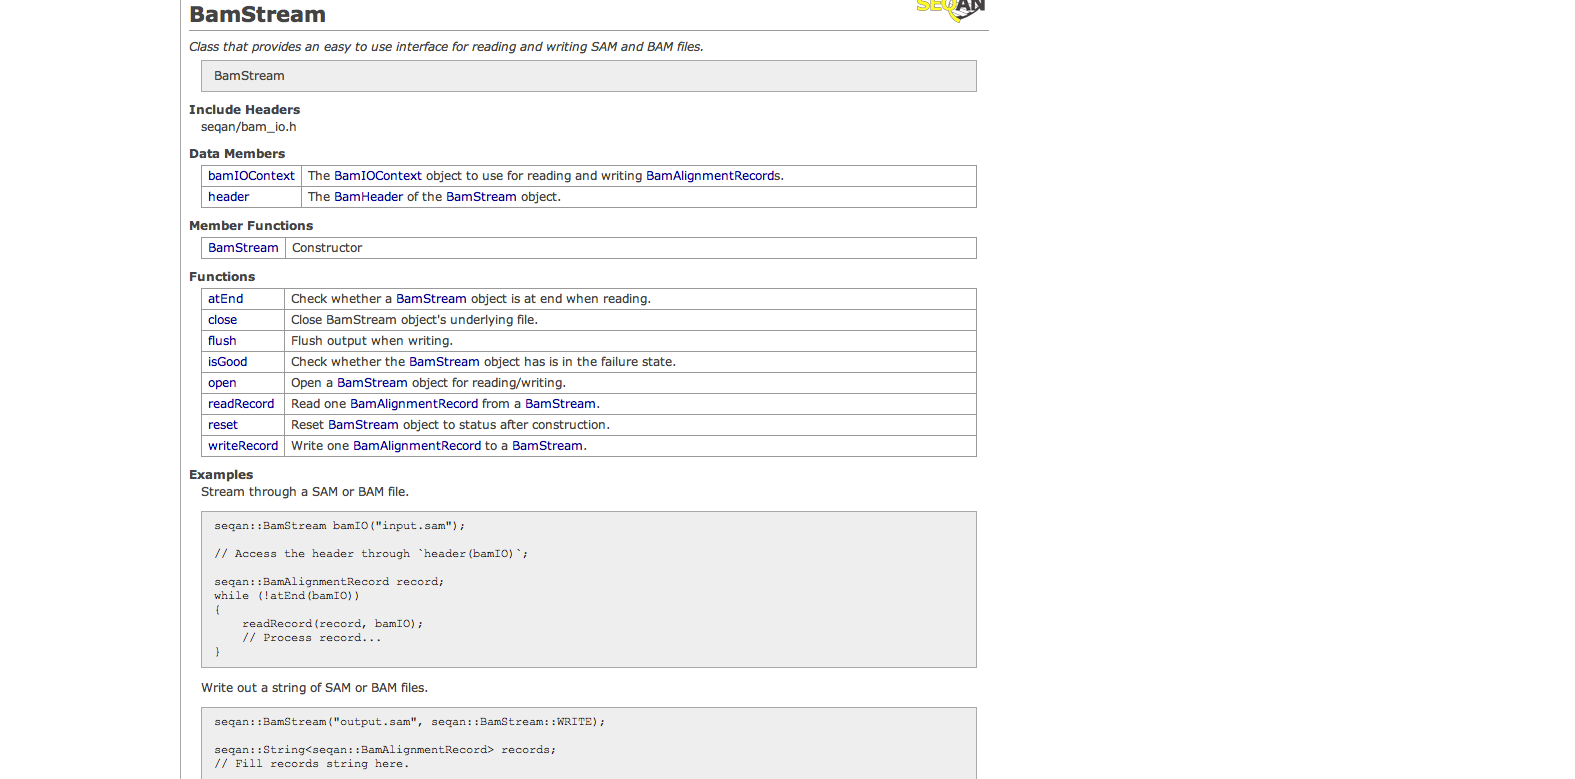 BamStream
SEQAN
Class that provides an easy to use interface for reading and writing SAM and BAM files.
BamStream
Include Headers
seqan/bam_io.h
Data Members
bamIOContext The BamIOContext object to use for reading and writing BamAlignmentRecords.
header The BamHeader of the BamStream object.
Member Functions
BamStream Constructor
Functions
atEnd Check whether a BamStream object is at end when reading.
close Close BamStream object's underlying file.
flush Flush output when writing.
isGood Check whether the BamStream object has is in the failure state.
open Open a BamStream object for reading/writing.
readRecord Read one BamAlignmentRecord from a BamStream.
reset Reset BamStream object to status after construction.
writeRecord Write one BamAlignmentRecord to a BamStream.
Examples
Stream through a SAM or BAM file.
seqan::BamStream bamIO("input.sam");
// Access the header through `header(bamIO)`;
seqan::BamAlignmentRecord record;
while (!atEnd(bamIO))
{
readRecord(record, bamIO);
// Process record...
}
Write out a string of SAM or BAM files.
seqan::BamStream("output.sam", seqan::BamStream::WRITE);
seqan::String<seqan::BamAlignmentRecord> records;
// Fill records string here.